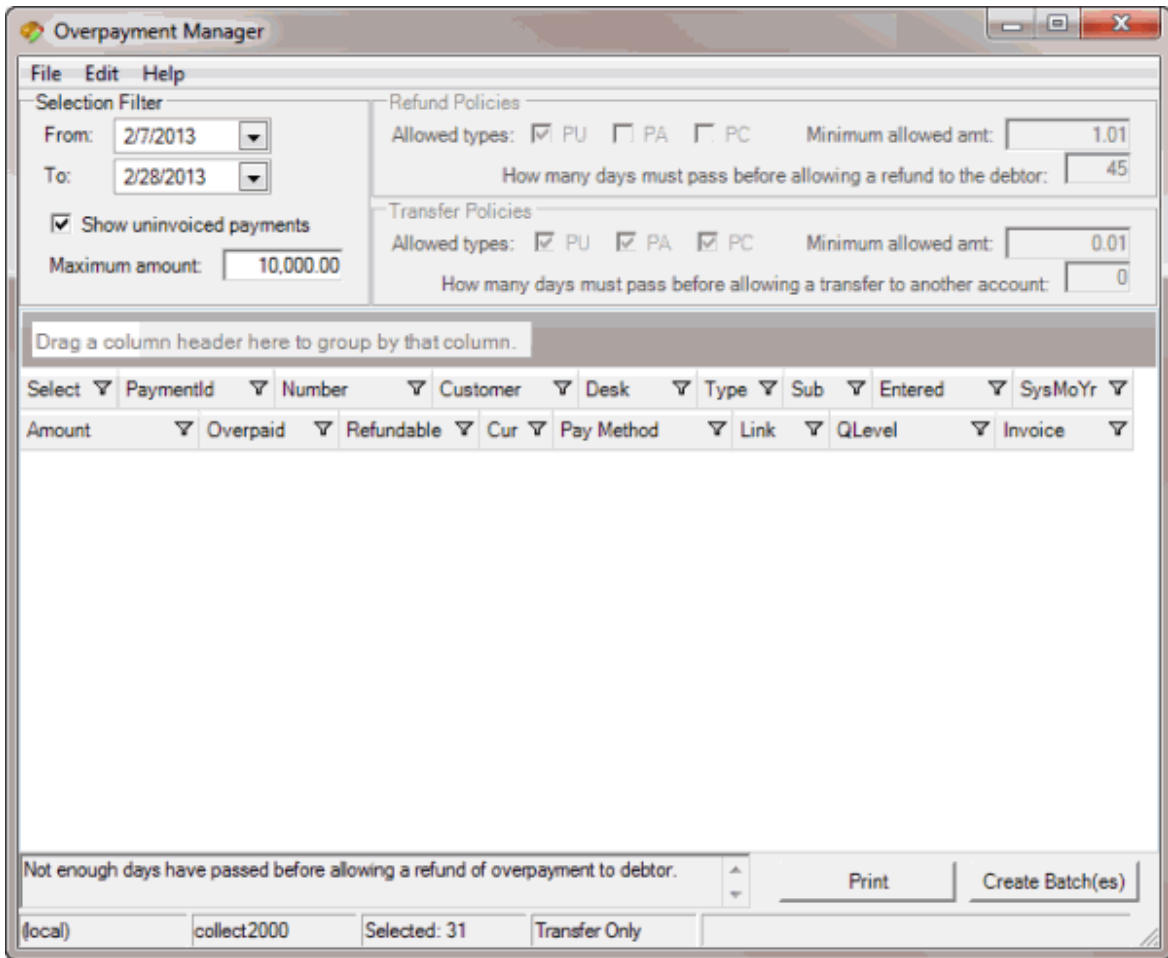 Overpayment Manager
File Edit Help
Selection Filter
From: 2/7/2013
To: 2/28/2013
Show uninvoiced payments
Maximum amount: 10,000.00
Refund Policies
Allowed types: PU PA PC Minimum allowed amt: 1.01
How many days must pass before allowing a refund to the debtor: 45
Transfer Policies
Allowed types: PU PA PC Minimum allowed amt: 0.01
How many days must pass before allowing a transfer to another account: 0
Drag a column header here to group by that column.
Select PaymentId Number Customer Desk Type Sub Entered SysMoYr
Amount Overpaid Refundable Cur Pay Method Link QLevel Invoice
Not enough days have passed before allowing a refund of overpayment to debtor.
Print Create Batch(es)
(local) collect2000 Selected: 31 Transfer Only